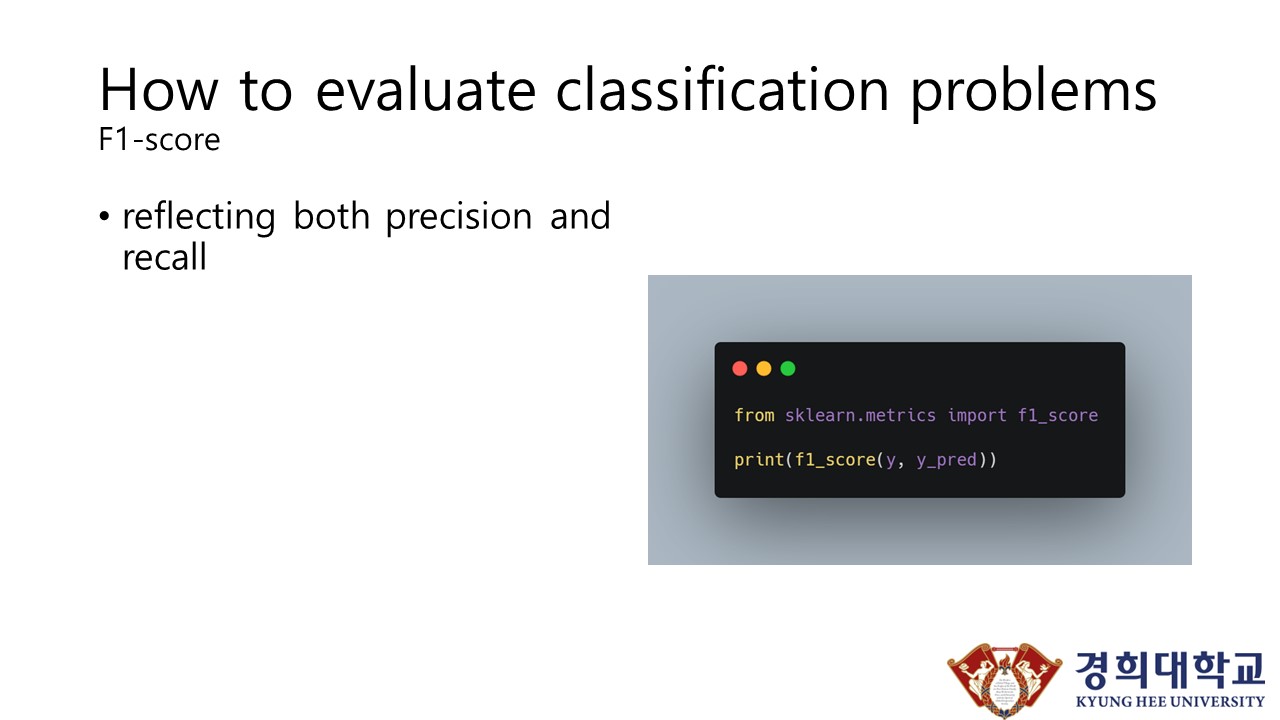 How to evaluate classification problems
F1-score
• reflecting both precision and
recall
from sklearn.metrics import f1_score
print(f1_score(y, y_pred))
경희대학교
KYUNG HEE UNIVERSITY